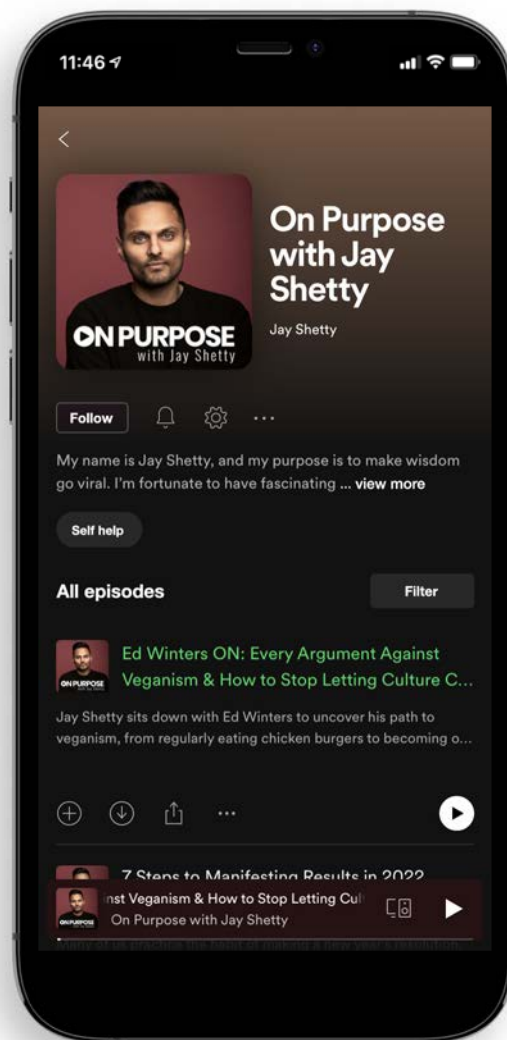 11:46
On Purpose
with Jay
Shetty
Jay Shetty
ON PURPOSE
with Jay Shetty
Follow
My name is Jay Shetty, and my purpose is to make wisdom
go viral. I'm fortunate to have fascinating ... view more
Self help
All episodes
Filter
Ed Winters ON: Every Argument Against
Veganism & How to Stop Letting Culture C...
ON PURPOSE
Jay Shetty sits down with Ed Winters to uncover his path to
veganism, from regularly eating chicken burgers to becoming o...
7 Steps to Manifesting Results in 2022
nst Veganism & How to Stop Letting Cul
On Purpose with Jay Shetty
ON PURPOSE